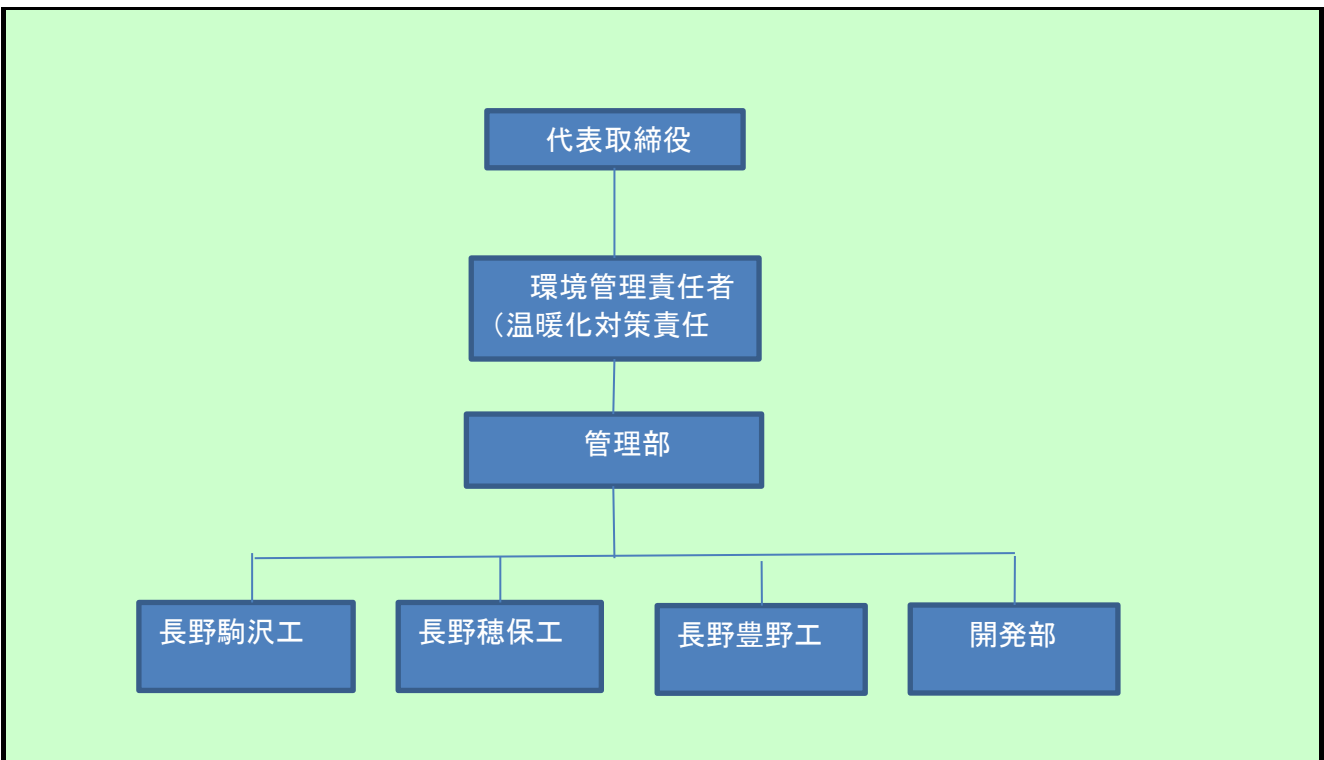 代表取締役
環境管理責任者
（温暖化対策責任
管理部
長野駒沢工
長野穂保工
長野豊野工
開発部